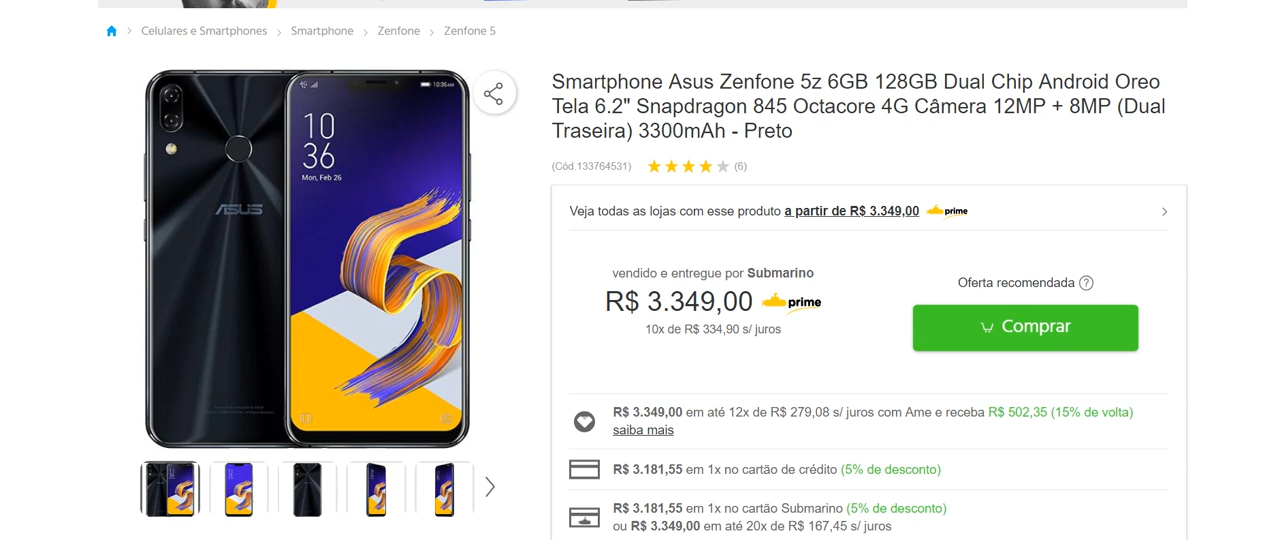 Celulares e Smartphones > Smartphone > Zenfone > Zenfone 5
10:36AM
10
36
Mon, Feb 26
ASUS
Smartphone Asus Zenfone 5z 6GB 128GB Dual Chip Android Oreo
Tela 6.2" Snapdragon 845 Octacore 4G Câmera 12MP + 8MP (Dual
Traseira) 3300mAh - Preto
(Cód.133764531) (6)
Veja todas as lojas com esse produto a partir de R$ 3.349,00 prime
vendido e entregue por Submarino
R$ 3.349,00 prime
10x de R$ 334,90 s/ juros
Oferta recomendada ?
Comprar
R$ 3.349,00 em até 12x de R$ 279,08 s/ juros com Ame e receba R$ 502,35 (15% de volta)
saiba mais
R$ 3.181,55 em 1x no cartão de crédito (5% de desconto)
R$ 3.181,55 em 1x no cartão Submarino (5% de desconto)
ou R$ 3.349,00 em até 20x de R$ 167,45 s/ juros